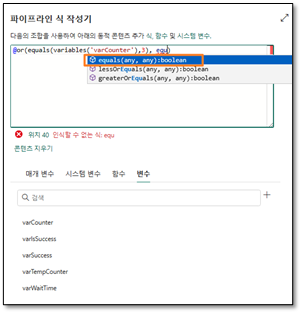 파이프라인 식 작성기
다음의 조합을 사용하여 아래의 동적 콘텐츠 추가 식, 함수 및 시스템 변수.
@or(equals(variables('varCounter'),3), equ)
equals(any, any):boolean
lessOrEquals(any, any):boolean
greaterOrEquals(any, any):boolean
위치 40 인식할 수 없는 식: equ
콘텐츠 지우기
매개 변수 시스템 변수 함수 변수
검색
varCounter
varIsSuccess
varSuccess
varTempCounter
varWaitTime